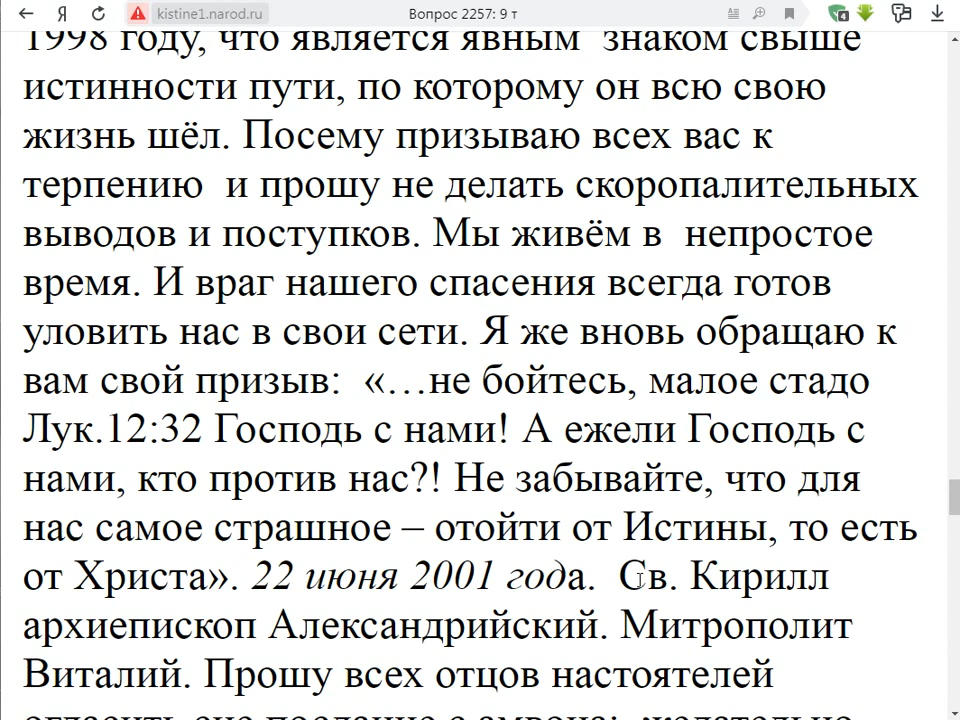 kistine1.narod.ru
Вопрос 2257: 9 т
1998 году, что является явным знаком свыше
истинности пути, по которому он всю свою
жизнь шёл. Посему призываю всех вас к
терпению и прошу не делать скоропалительных
выводов и поступков. Мы живём в непростое
время. И враг нашего спасения всегда готов
уловить нас в свои сети. Я же вновь обращаю к
вам свой призыв: «…не бойтесь, малое стадо
Лук.12:32 Господь с нами! А ежели Господь с
нами, кто против нас?! Не забывайте, что для
нас самое страшное – отойти от Истины, то есть
от Христа». 22 июня 2001 года. Св. Кирилл
архиепископ Александрийский. Митрополит
Виталий. Прошу всех отцов настоятелей
огласить сие послание с амвона; желательно